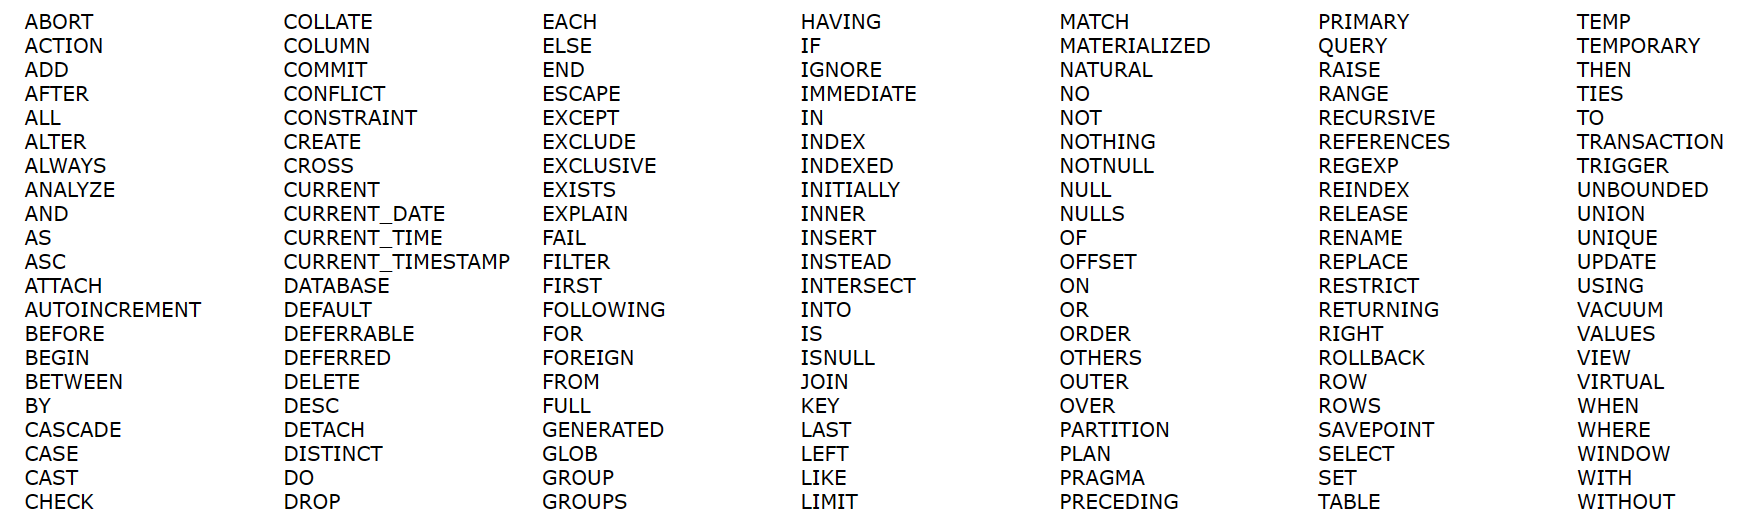 ABORT
ACTION
ADD
AFTER
ALL
ALTER
ALWAYS
ANALYZE
AND
AS
ASC
ATTACH
AUTOINCREMENT
BEFORE
BEGIN
BETWEEN
BY
CASCADE
CASE
CAST
CHECK
COLLATE
COLUMN
COMMIT
CONFLICT
CONSTRAINT
CREATE
CROSS
CURRENT
CURRENT_DATE
CURRENT_TIME
CURRENT_TIMESTAMP
DATABASE
DEFAULT
DEFERRABLE
DEFERRED
DELETE
DESC
DETACH
DISTINCT
DO
DROP
EACH
ELSE
END
ESCAPE
EXCEPT
EXCLUDE
EXCLUSIVE
EXISTS
EXPLAIN
FAIL
FILTER
FIRST
FOLLOWING
FOR
FOREIGN
FROM
FULL
GENERATED
GLOB
GROUP
GROUPS
HAVING
IF
IGNORE
IMMEDIATE
IN
INDEX
INDEXED
INITIALLY
INNER
INSERT
INSTEAD
INTERSECT
INTO
IS
ISNULL
JOIN
KEY
LAST
LEFT
LIKE
LIMIT
MATCH
MATERIALIZED
NATURAL
NO
NOT
NOTHING
NOTNULL
NULL
NULLS
OF
OFFSET
ON
OR
ORDER
OTHERS
OUTER
OVER
PARTITION
PLAN
PRAGMA
PRECEDING
PRIMARY
QUERY
RAISE
RANGE
RECURSIVE
REFERENCES
REGEXP
REINDEX
RELEASE
RENAME
REPLACE
RESTRICT
RETURNING
RIGHT
ROLLBACK
ROW
ROWS
SAVEPOINT
SELECT
SET
TABLE
TEMP
TEMPORARY
THEN
TIES
TO
TRANSACTION
TRIGGER
UNBOUNDED
UNION
UNIQUE
UPDATE
USING
VACUUM
VALUES
VIEW
VIRTUAL
WHEN
WHERE
WINDOW
WITH
WITHOUT